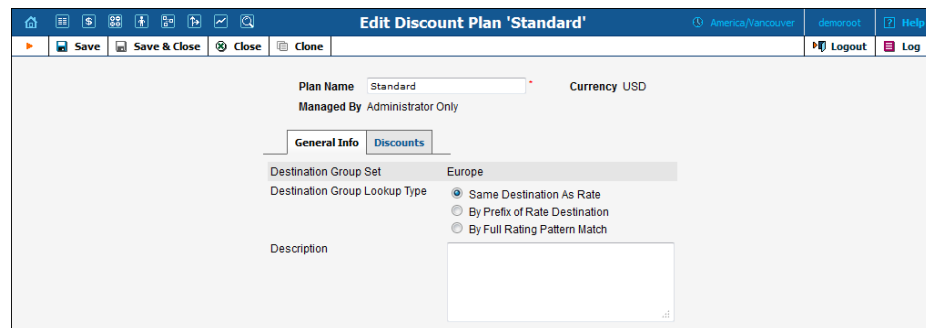 Edit Discount Plan 'Standard'
America/Vancouver
demoroot
? Help
Save
Save & Close
Close
Clone
Logout
Log
Plan Name Standard * Currency USD
Managed By Administrator Only
General Info Discounts
Destination Group Set Europe
Destination Group Lookup Type Same Destination As Rate
By Prefix of Rate Destination
By Full Rating Pattern Match
Description